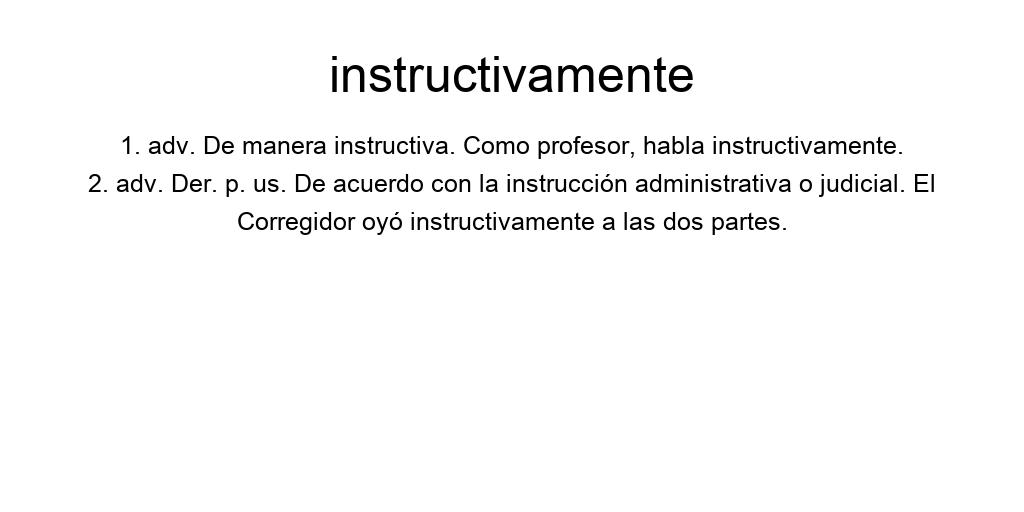 instructivamente
1. adv. De manera instructiva. Como profesor, habla instructivamente.
2. adv. Der. p. us. De acuerdo con la instrucción administrativa o judicial. El
Corregidor oyó instructivamente a las dos partes.